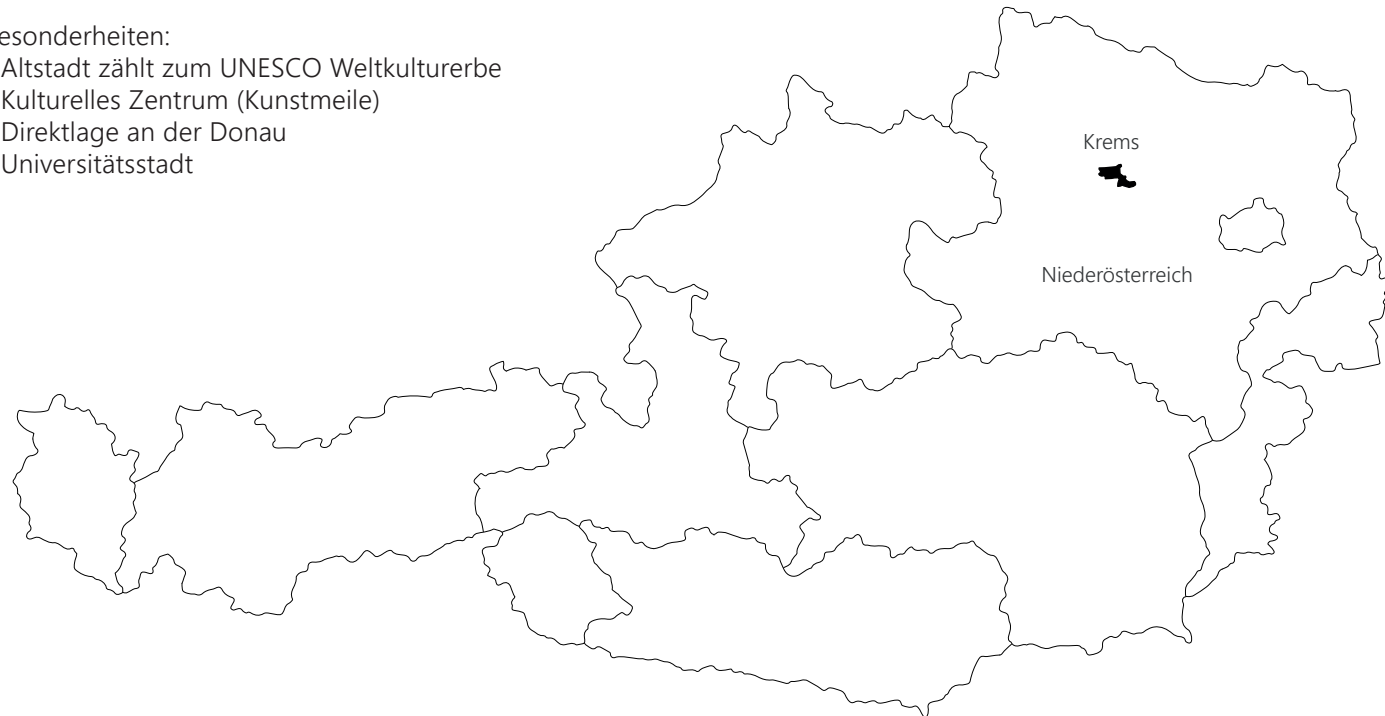 esonderheiten:
Altstadt zählt zum UNESCO Weltkulturerbe
Kulturelles Zentrum (Kunstmeile)
Direktlage an der Donau
Universitätsstadt
Krems
Niederösterreich